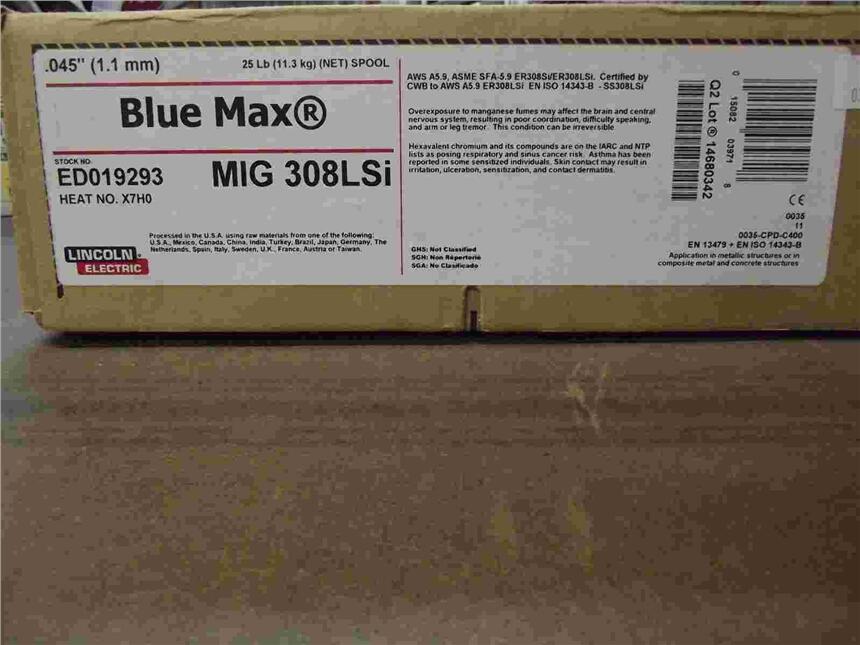 .045" (1.1 mm)
25 Lb (11.3 kg) (NET) SPOOL
Blue Max®
STOCK NO.
ED019293
MIG 308LSi
HEAT NO. X7H0
Processed in the U.S.A. using raw materials from one of the following:
U.S.A., Mexico, Canada, China, India, Turkey, Brazil, Japan, Germany, The
Netherlands, Spain, Italy, Sweden, U.K., France, Austria or Taiwan.
LINCOLN
ELECTRIC
AWS A5.9, ASME SFA-5.9 ER308Si/ER308LSi. Certified by
CWB to AWS A5.9 ER308LSi EN ISO 14343-B - SS308LSi
Overexposure to manganese fumes may affect the brain and central
nervous system, resulting in poor coordination, difficulty speaking,
and arm or leg tremor. This condition can be irreversible.
Hexavalent chromium and its compounds are on the IARC and NTP
lists as posing respiratory and sinus cancer risk. Asthma has been
reported in some sensitized individuals. Skin contact may result in
irritation, ulceration, sensitization, and contact dermatitis.
GHS: Not Classified
SGH: Non Répertorié
SGA: No Clasificado
Q2 Lot ® 14680342
0 15082 03971 8
CE
0035
11
0035-CPD-C400
EN 13479 + EN ISO 14343-B
Application in metallic structures or in
composite metal and concrete structures